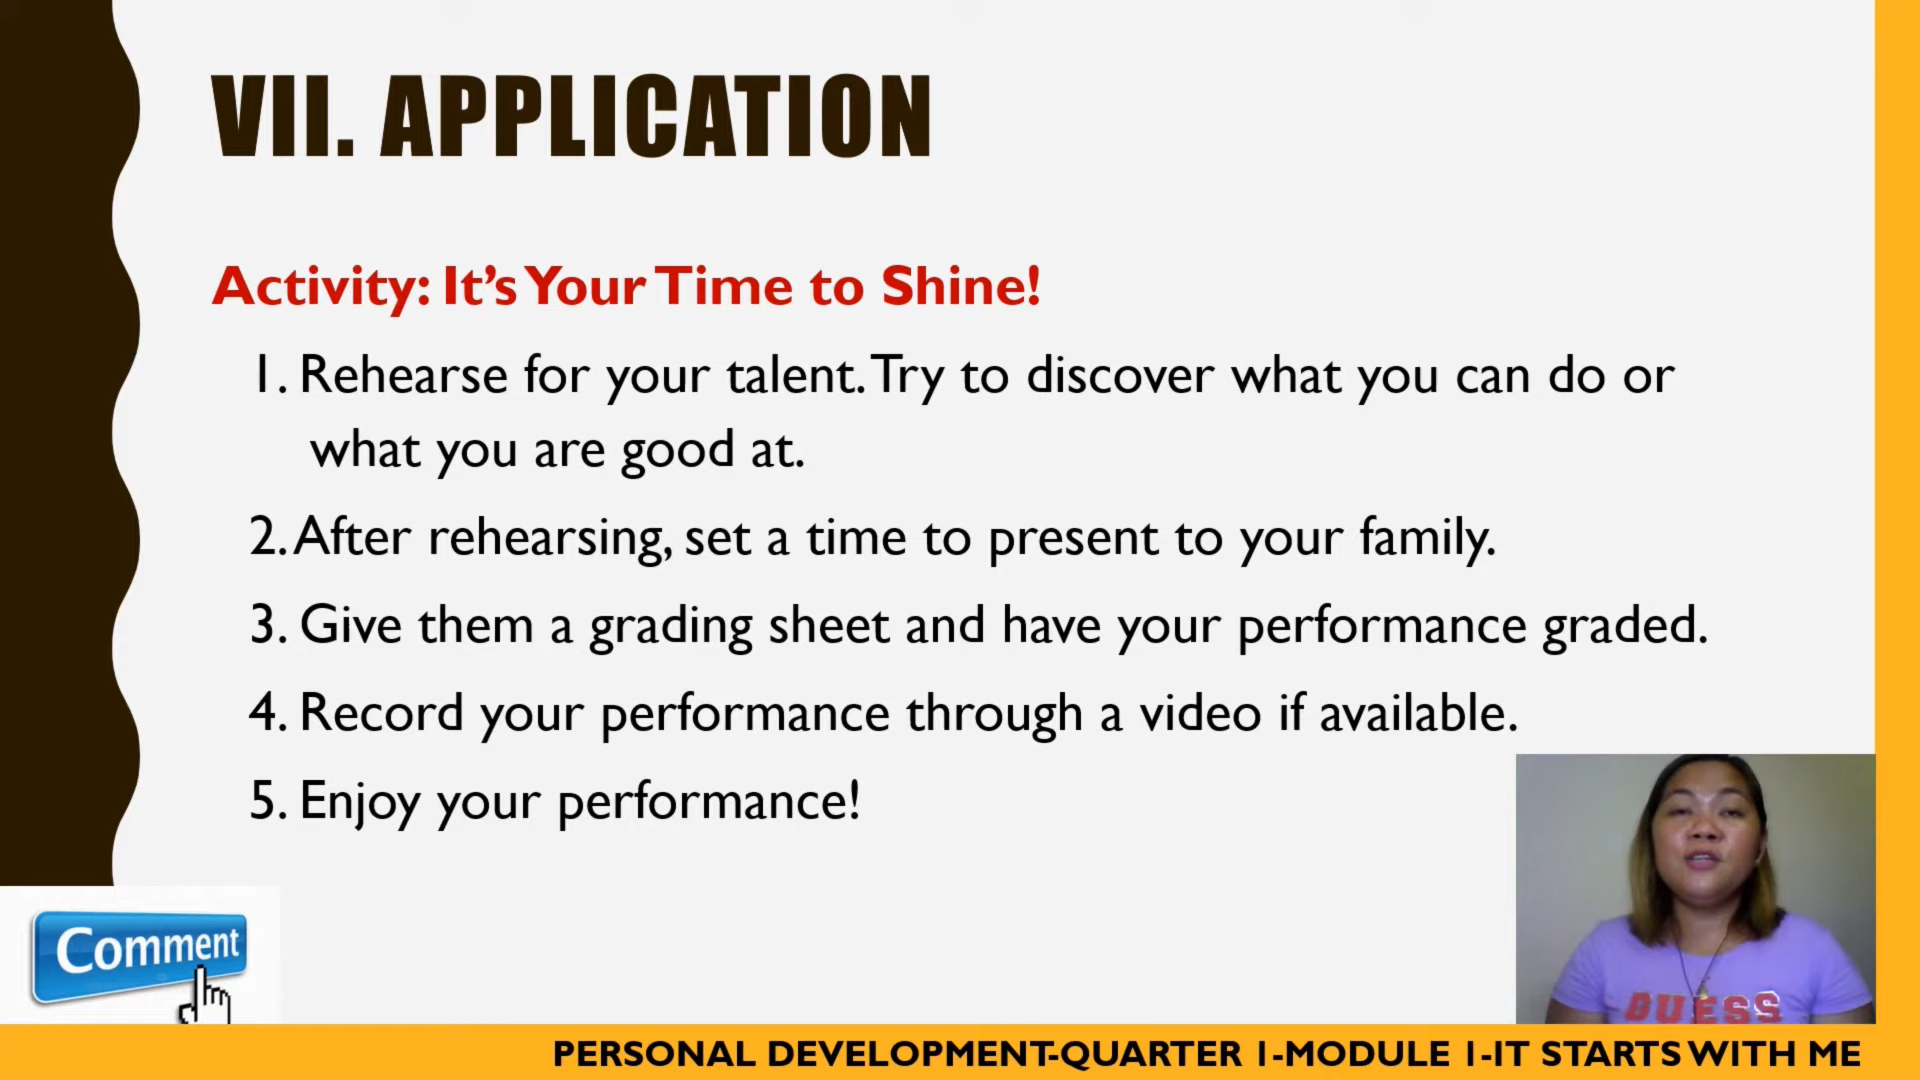 VII. APPLICATION
Activity: It's Your Time to Shine!
1. Rehearse for your talent. Try to discover what you can do or
what you are good at.
2. After rehearsing, set a time to present to your family.
3. Give them a grading sheet and have your performance graded.
4. Record your performance through a video if available.
5. Enjoy your performance!
Comment
GUESS
PERSONAL DEVELOPMENT-QUARTER 1-MODULE 1-IT STARTS WITH ME